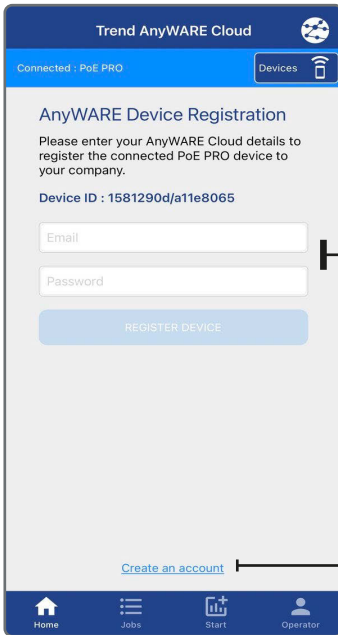 Trend AnyWARE Cloud
Connected : PoE PRO
Devices
AnyWARE Device Registration
Please enter your AnyWARE Cloud details to
register the connected PoE PRO device to
your company.
Device ID : 1581290d/a11e8065
Email
Password
REGISTER DEVICE
Create an account
Home Jobs Start Operator